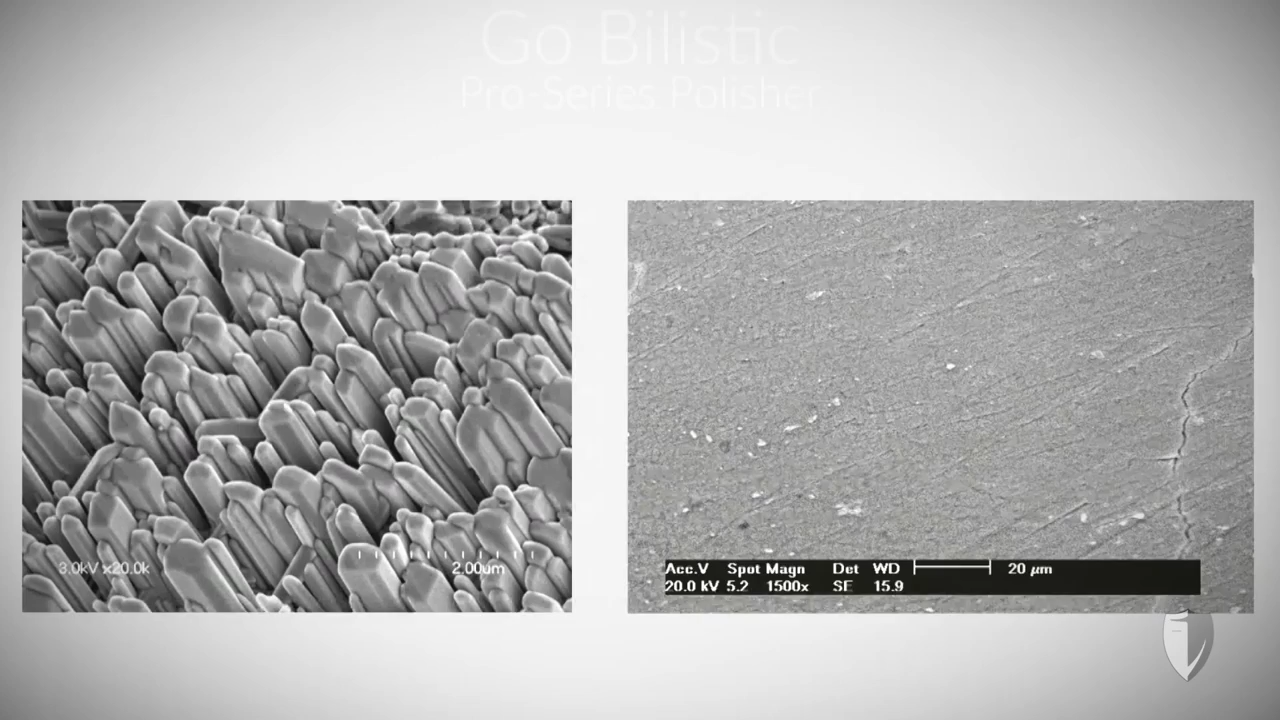 Go Bilistic
Pro Series Polisher
3.0kV x20.0k 2.00um
Acc.V Spot Magn Det WD 20 µm
20.0 kV 5.2 1500x SE 15.9